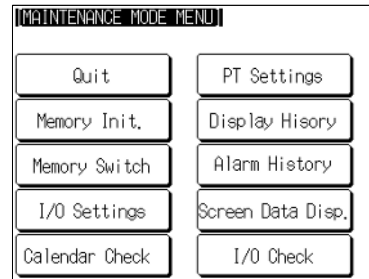 [MAINTENANCE MODE MENU]
Quit
PT Settings
Memory Init.
Display Hisory
Memory Switch
Alarm History
I/O Settings
Screen Data Disp.
Calendar Check
I/O Check